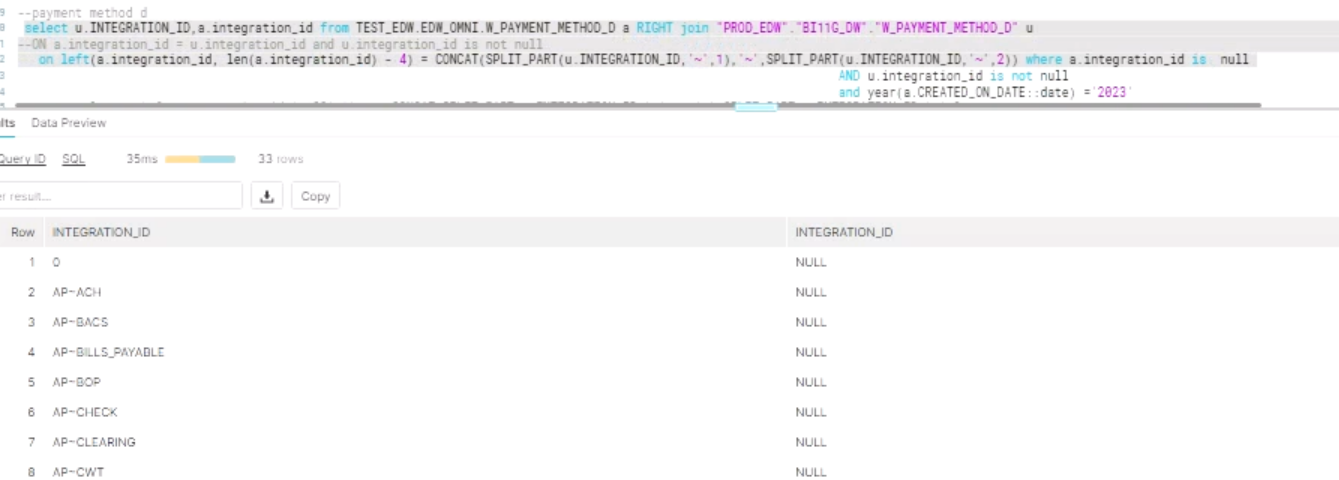 --payment method d
select u.INTEGRATION_ID,a.integration_id from TEST_EDW.EDW_OMNI.W_PAYMENT_METHOD_D a RIGHT join "PROD_EDW"."BI11G_DW"."W_PAYMENT_METHOD_D" u
--ON a.integration_id = u.integration_id and u.integration_id is not null
on left(a.integration_id, len(a.integration_id) - 4) = CONCAT(SPLIT_PART(u.INTEGRATION_ID,'~',1),'~',SPLIT_PART(u.INTEGRATION_ID,'~',2)) where a.integration_id is null
AND u.integration_id is not null
and year(a.CREATED_ON_DATE::date) ='2023'
lts Data Preview
Query ID SQL 35ms 33 rows
er result... Copy
Row INTEGRATION_ID INTEGRATION_ID
1 0 NULL
2 AP~ACH NULL
3 AP~BACS NULL
4 AP~BILLS_PAYABLE NULL
5 AP~BOP NULL
6 AP~CHECK NULL
7 AP~CLEARING NULL
8 AP~CWT NULL